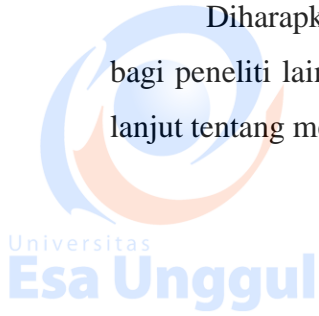 Diharapk
bagi peneliti lai
lanjut tentang m
Universitas
Esa Unggul